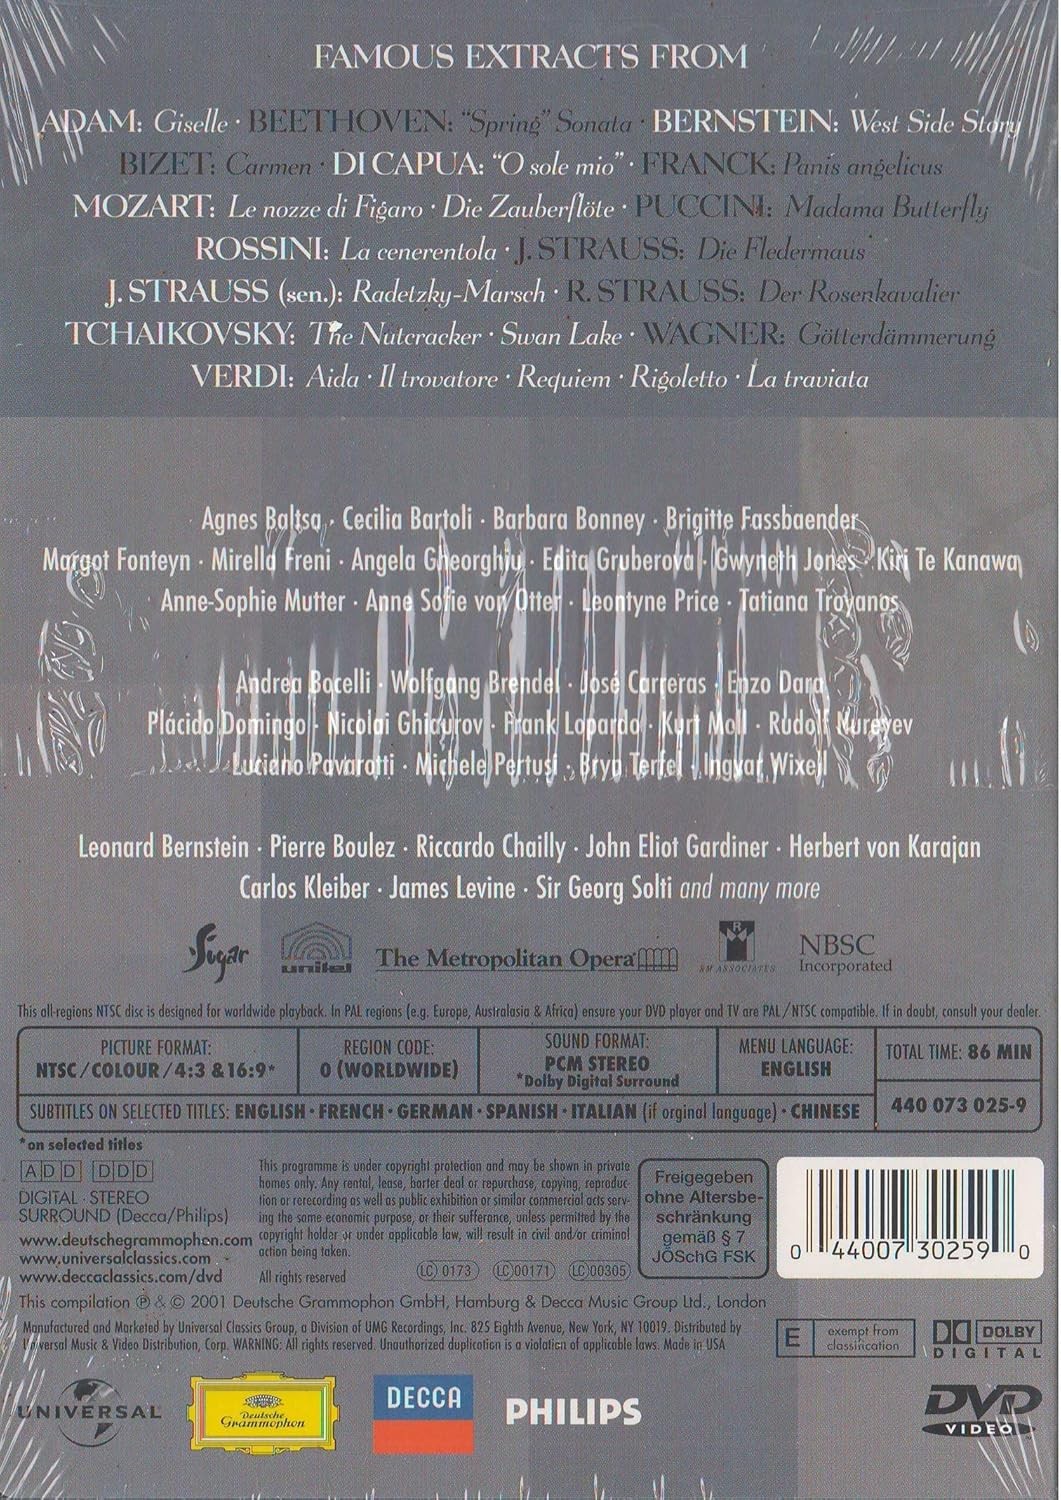 FAMOUS EXTRACTS FROM
ADAM: Giselle · BEETHOVEN: "Spring" Sonata · BERNSTEIN: West Side Story
BIZET: Carmen · DI CAPUA: "O sole mio" · FRANCK: Panis angelicus
MOZART: Le nozze di Figaro · Die Zauberflöte · PUCCINI: Madama Butterfly
ROSSINI: La cenerentola · J. STRAUSS: Die Fledermaus
J. STRAUSS (sen.): Radetzky-Marsch · R. STRAUSS: Der Rosenkavalier
TCHAIKOVSKY: The Nutcracker · Swan Lake · WAGNER: Götterdämmerung
VERDI: Aida · Il trovatore · Requiem · Rigoletto · La traviata
Agnes Baltsa · Cecilia Bartoli · Barbara Bonney · Brigitte Fassbaender
Margot Fonteyn · Mirella Freni · Angela Gheorghiu · Edita Gruberova · Gwyneth Jones · Kiri Te Kanawa
Anne-Sophie Mutter · Anne Sofie von Otter · Leontyne Price · Tatiana Troyanos
Andrea Bocelli · Wolfgang Brendel · José Carreras · Enzo Dara
Plácido Domingo · Nicolai Ghiaurov · Frank Lopardo · Kurt Moll · Rudolf Nureyev
Luciano Pavarotti · Michele Pertusi · Bryn Terfel · Ingvar Wixell
Leonard Bernstein · Pierre Boulez · Riccardo Chailly · John Eliot Gardiner · Herbert von Karajan
Carlos Kleiber · James Levine · Sir Georg Solti and many more
Sugar unitel The Metropolitan Opera RM RM ASSOCIATES NBSC Incorporated
This all-regions NTSC disc is designed for worldwide playback. In PAL regions (e.g. Europe, Australasia & Africa) ensure your DVD player and TV are PAL/NTSC compatible. If in doubt, consult your dealer.
PICTURE FORMAT:
NTSC/COLOUR/4:3 & 16:9*
REGION CODE:
0 (WORLDWIDE)
SOUND FORMAT:
PCM STEREO
*Dolby Digital Surround
MENU LANGUAGE:
ENGLISH
TOTAL TIME: 86 MIN
SUBTITLES ON SELECTED TITLES: ENGLISH · FRENCH · GERMAN · SPANISH · ITALIAN (if orginal language) · CHINESE
440 073 025-9
*on selected titles
ADD DDD
DIGITAL · STEREO
SURROUND (Decca/Philips)
www.deutschegrammophon.com
www.universalclassics.com
www.deccaclassics.com/dvd
This programme is under copyright protection and may be shown in private
homes only. Any rental, lease, barter deal or repurchase, copying, reproduc-
tion or rerecording as well as public exhibition or similar commercial acts serv-
ing the same economic purpose, or their sufferance, unless permitted by the
copyright holder or under applicable law, will result in civil and/or criminal
action being taken.
All rights reserved
LC 0173 LC 00171 LC 00305
Freigegeben
ohne Altersbe-
schränkung
gemäß § 7
JÖSchG FSK
0 44007 30259 0
This compilation ℗ & © 2001 Deutsche Grammophon GmbH, Hamburg & Decca Music Group Ltd., London
Manufactured and Marketed by Universal Classics Group, a Division of UMG Recordings, Inc. 825 Eighth Avenue, New York, NY 10019. Distributed by
Universal Music & Video Distribution, Corp. WARNING: All rights reserved. Unauthorized duplication is a violation of applicable laws. Made in USA
E exempt from
classification
DOLBY
DIGITAL
UNIVERSAL
Deutsche
Grammophon
DECCA
PHILIPS
DVD
VIDEO